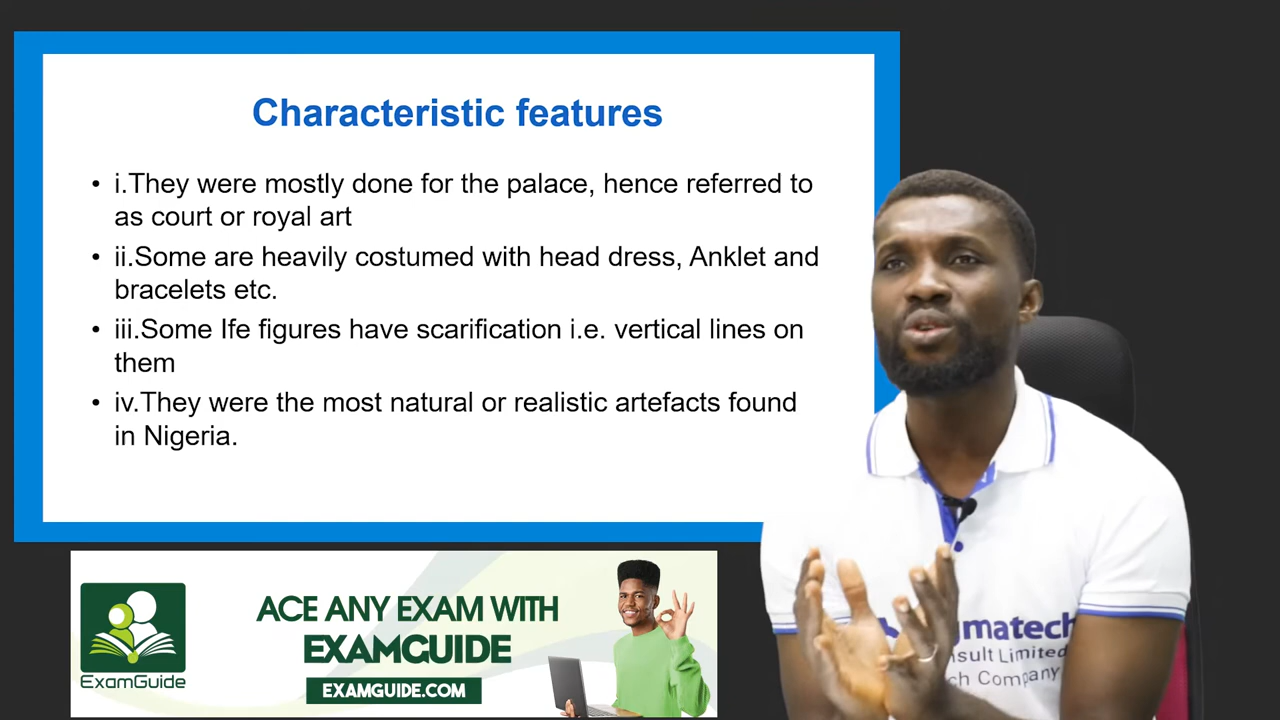 Characteristic features
• i.They were mostly done for the palace, hence referred to
as court or royal art
• ii.Some are heavily costumed with head dress, Anklet and
bracelets etc.
• iii.Some Ife figures have scarification i.e. vertical lines on
them
• iv.They were the most natural or realistic artefacts found
in Nigeria.
ACE ANY EXAM WITH
EXAMGUIDE
EXAMGUIDE.COM
ExamGuide
Limited
Company